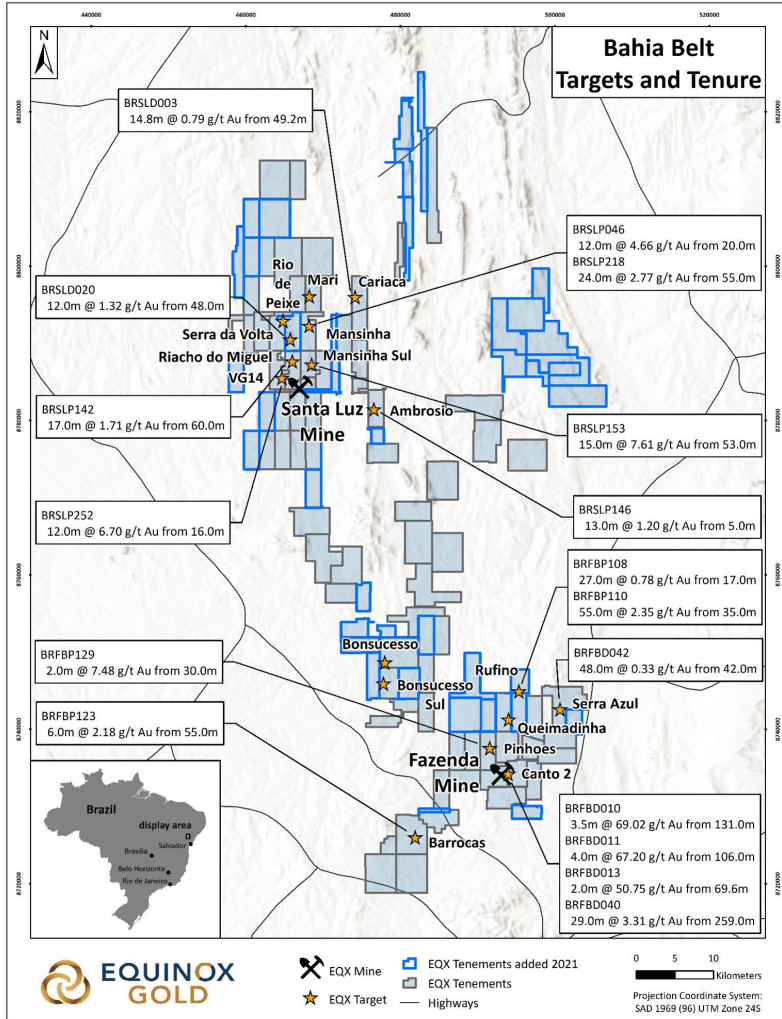 440000
460000
480000
500000
520000
N
Bahia Belt
Targets and Tenure
BRSLD003
14.8m @ 0.79 g/t Au from 49.2m
8820000
8820000
BRSLP046
12.0m @ 4.66 g/t Au from 20.0m
BRSLP218
24.0m @ 2.77 g/t Au from 55.0m
8800000
8800000
BRSLD020
12.0m @ 1.32 g/t Au from 48.0m
Rio
de
Peixe
Mari
Cariaca
Serra da Volta
Mansinha
Riacho do Miguel
Mansinha Sul
VG14
Santa Luz
Mine
Ambrosio
BRSLP142
17.0m @ 1.71 g/t Au from 60.0m
BRSLP153
15.0m @ 7.61 g/t Au from 53.0m
8780000
8780000
BRSLP252
12.0m @ 6.70 g/t Au from 16.0m
BRSLP146
13.0m @ 1.20 g/t Au from 5.0m
8760000
8760000
BRFBP108
27.0m @ 0.78 g/t Au from 17.0m
BRFBP110
55.0m @ 2.35 g/t Au from 35.0m
BRFBP129
2.0m @ 7.48 g/t Au from 30.0m
Bonsucesso
Bonsucesso
Sul
BRFBD042
48.0m @ 0.33 g/t Au from 42.0m
Rufino
Serra Azul
Queimadinha
BRFBP123
6.0m @ 2.18 g/t Au from 55.0m
8740000
8740000
Pinhoes
Fazenda
Mine
Canto 2
BRFBD010
3.5m @ 69.02 g/t Au from 131.0m
BRFBD011
4.0m @ 67.20 g/t Au from 106.0m
BRFBD013
2.0m @ 50.75 g/t Au from 69.6m
BRFBD040
29.0m @ 3.31 g/t Au from 259.0m
Barrocas
Brazil
display area
Salvador
Brasília
Belo Horizonte
Rio de Janeiro
8720000
8720000
EQUINOX
GOLD
EQX Mine
EQX Target
EQX Tenements added 2021
EQX Tenements
Highways
0 5 10
Kilometers
Projection Coordinate System:
SAD 1969 (96) UTM Zone 24S